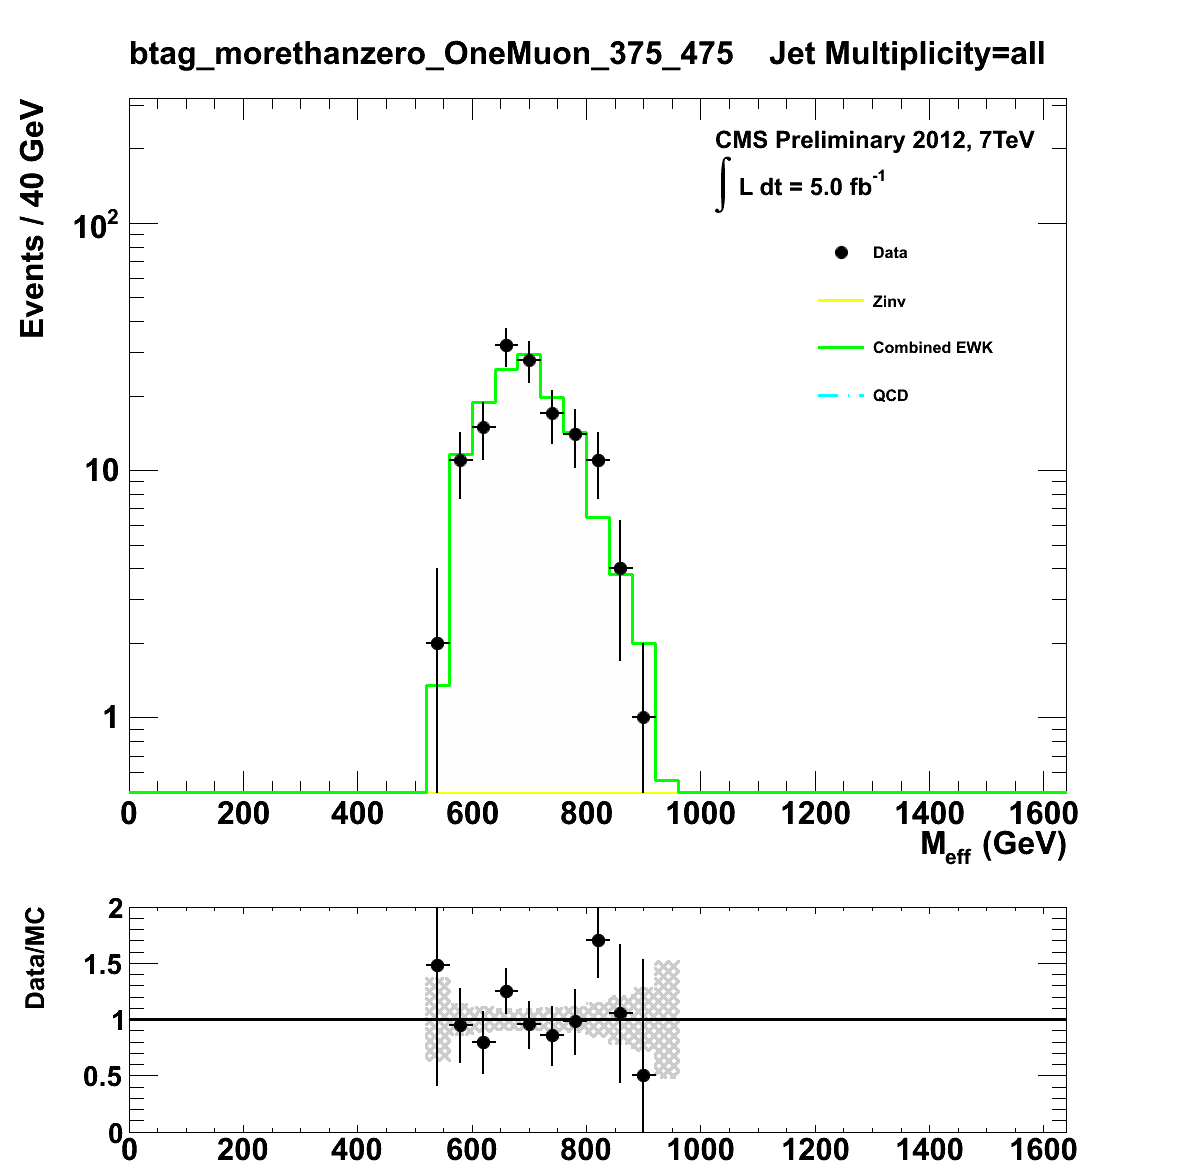 btag_morethanzero_OneMuon_375_475 Jet Multiplicity=all
Events / 40 GeV
CMS Preliminary 2012, 7TeV
∫ L dt = 5.0 fb⁻¹
Data
Zinv
Combined EWK
QCD
10²
10
1
0 200 400 600 800 1000 1200 1400 1600
M_eff (GeV)
Data/MC
2
1.5
1
0.5
0
0 200 400 600 800 1000 1200 1400 1600